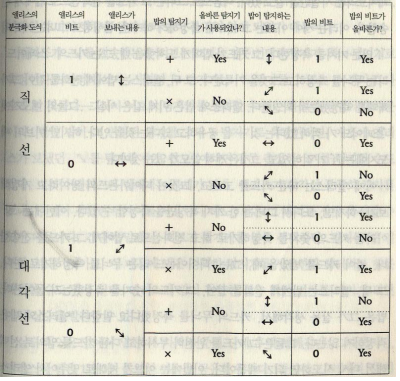 앨리스의 앨리스의 앨리스가 밥의 탐지기 올바른 탐지기 밥이 탐지하는 밥의 비트 밥의 비트가
분극화 도식 비트 보내는 내용 가 사용되었나? 내용 올바른가?
직선
1 ↕ + Yes ↕ 1 Yes
× No ⤢ 1 Yes
⤡ 0 No
0 ↔ + Yes ↔ 0 Yes
× No ⤢ 1 No
⤡ 0 Yes
대각선
1 ⤢ + No ↕ 1 Yes
↔ 0 No
× Yes ⤢ 1 Yes
0 ⤡ + No ↕ 1 No
↔ 0 Yes
× Yes ⤡ 0 Yes